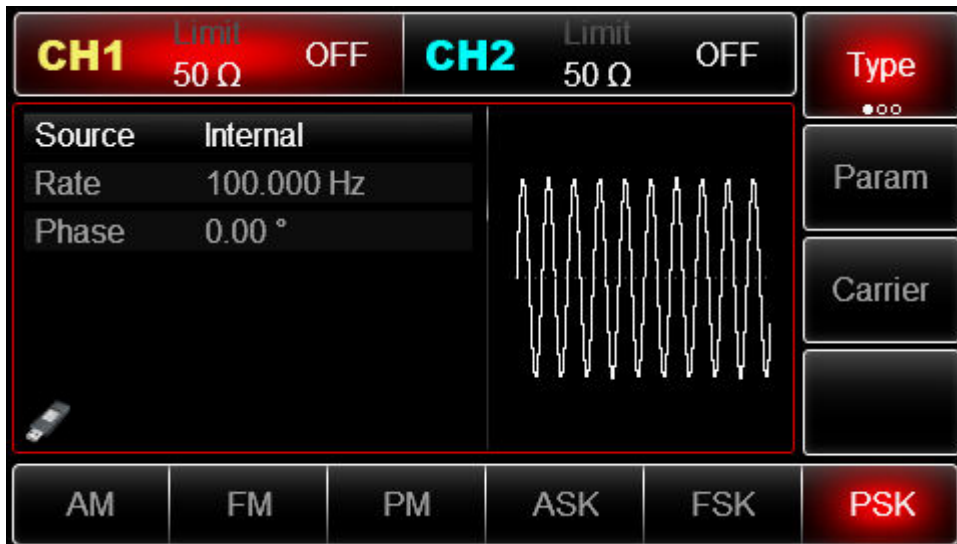 CH1 Limit 50 Ω OFF CH2 Limit 50 Ω OFF
Type
Source Internal
Rate 100.000 Hz
Phase 0.00 °
Param
Carrier
AM FM PM ASK FSK PSK